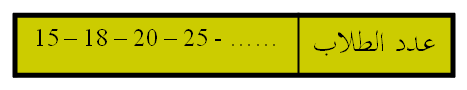 عدد الطلاب 15 – 18 – 20 – 25 - ……